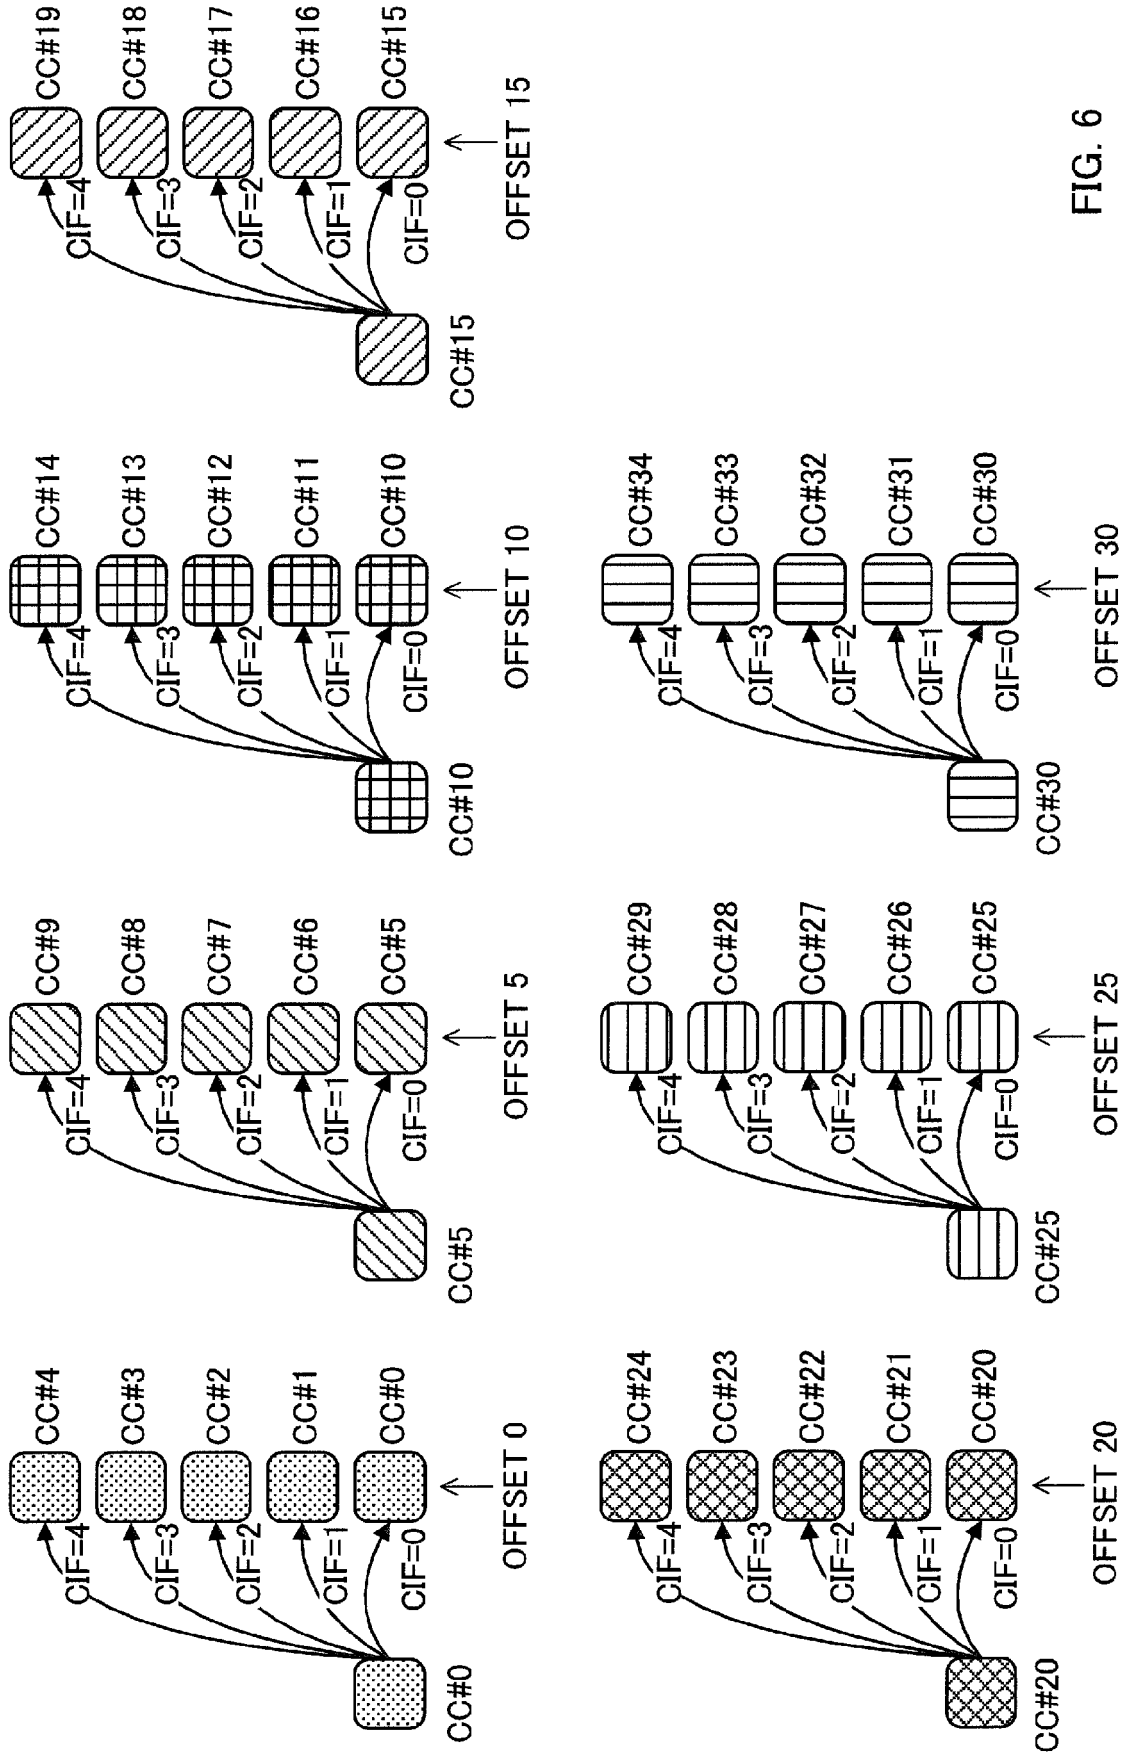 CC#4
CIF=4
CC#3
CIF=3
CC#2
CIF=2
CC#1
CIF=1
CC#0
CIF=0
CC#0
OFFSET 0
CC#9
CIF=4
CC#8
CIF=3
CC#7
CIF=2
CC#6
CIF=1
CC#5
CIF=0
CC#5
OFFSET 5
CC#14
CIF=4
CC#13
CIF=3
CC#12
CIF=2
CC#11
CIF=1
CC#10
CIF=0
CC#10
OFFSET 10
CC#19
CIF=4
CC#18
CIF=3
CC#17
CIF=2
CC#16
CIF=1
CC#15
CIF=0
CC#15
OFFSET 15
CC#24
CIF=4
CC#23
CIF=3
CC#22
CIF=2
CC#21
CIF=1
CC#20
CIF=0
CC#20
OFFSET 20
CC#29
CIF=4
CC#28
CIF=3
CC#27
CIF=2
CC#26
CIF=1
CC#25
CIF=0
CC#25
OFFSET 25
CC#34
CIF=4
CC#33
CIF=3
CC#32
CIF=2
CC#31
CIF=1
CC#30
CIF=0
CC#30
OFFSET 30
FIG. 6